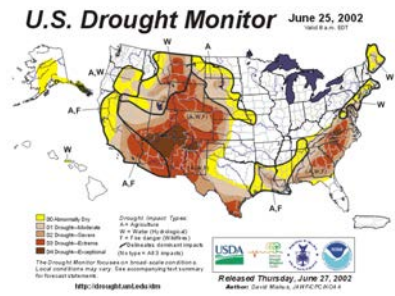 U.S. Drought Monitor
June 25, 2002
Valid 8 a.m. EDT
W
A
A,W
W
A,F
W
(A,W,F)
(A,W,F)
W
A,F
A,F
D0 Abnormally Dry
D1 Drought—Moderate
D2 Drought—Severe
D3 Drought—Extreme
D4 Drought—Exceptional
Drought Impact Types:
A = Agriculture
W = Water (Hydrological)
F = Fire danger (Wildfires)
Delineates dominant impacts
(No type = All 3 impacts)
The Drought Monitor focuses on broad-scale conditions.
Local conditions may vary. See accompanying text summary
for forecast statements.
http://drought.unl.edu/dm
USDA
Released Thursday, June 27, 2002
Author: David Miskus, JAWF/CPC/NOAA